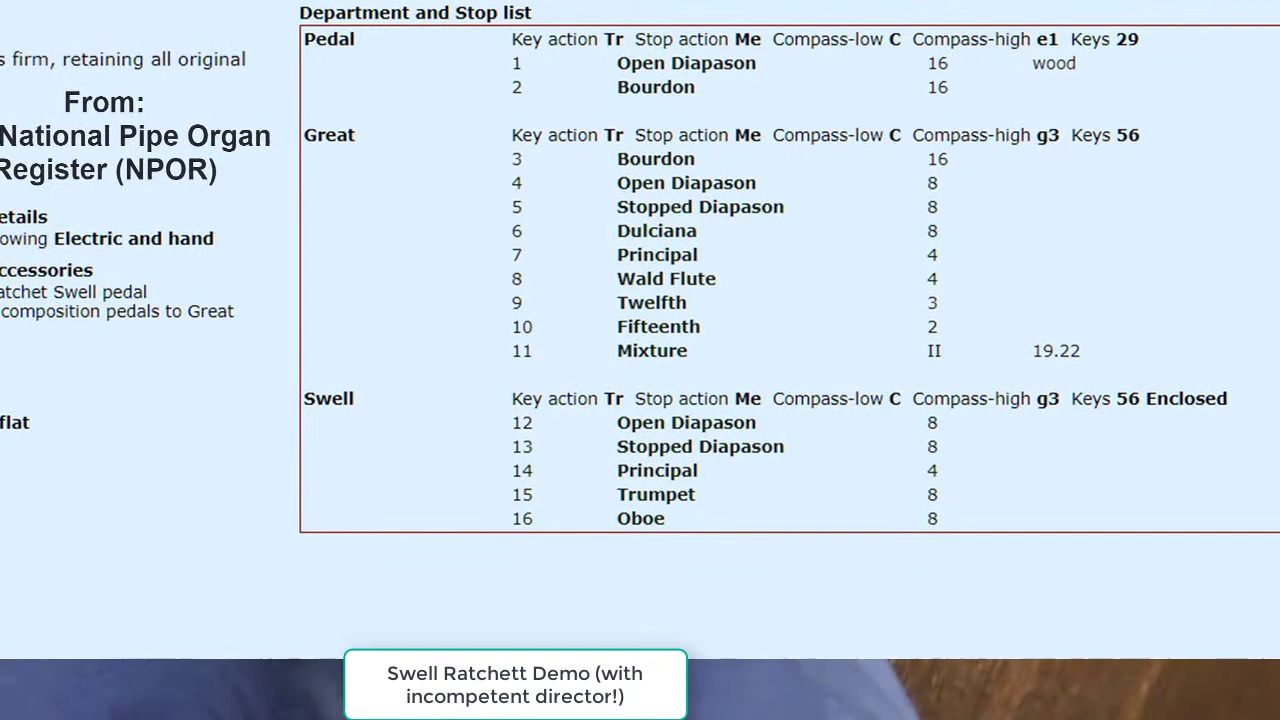 Department and Stop list
s firm, retaining all original
From:
National Pipe Organ
Register (NPOR)
etails
owing Electric and hand
ccessories
atchet Swell pedal
composition pedals to Great
flat
Pedal Key action Tr Stop action Me Compass-low C Compass-high e1 Keys 29
1 Open Diapason 16 wood
2 Bourdon 16
Great Key action Tr Stop action Me Compass-low C Compass-high g3 Keys 56
3 Bourdon 16
4 Open Diapason 8
5 Stopped Diapason 8
6 Dulciana 8
7 Principal 4
8 Wald Flute 4
9 Twelfth 3
10 Fifteenth 2
11 Mixture II 19.22
Swell Key action Tr Stop action Me Compass-low C Compass-high g3 Keys 56 Enclosed
12 Open Diapason 8
13 Stopped Diapason 8
14 Principal 4
15 Trumpet 8
16 Oboe 8
Swell Ratchett Demo (with
incompetent director!)